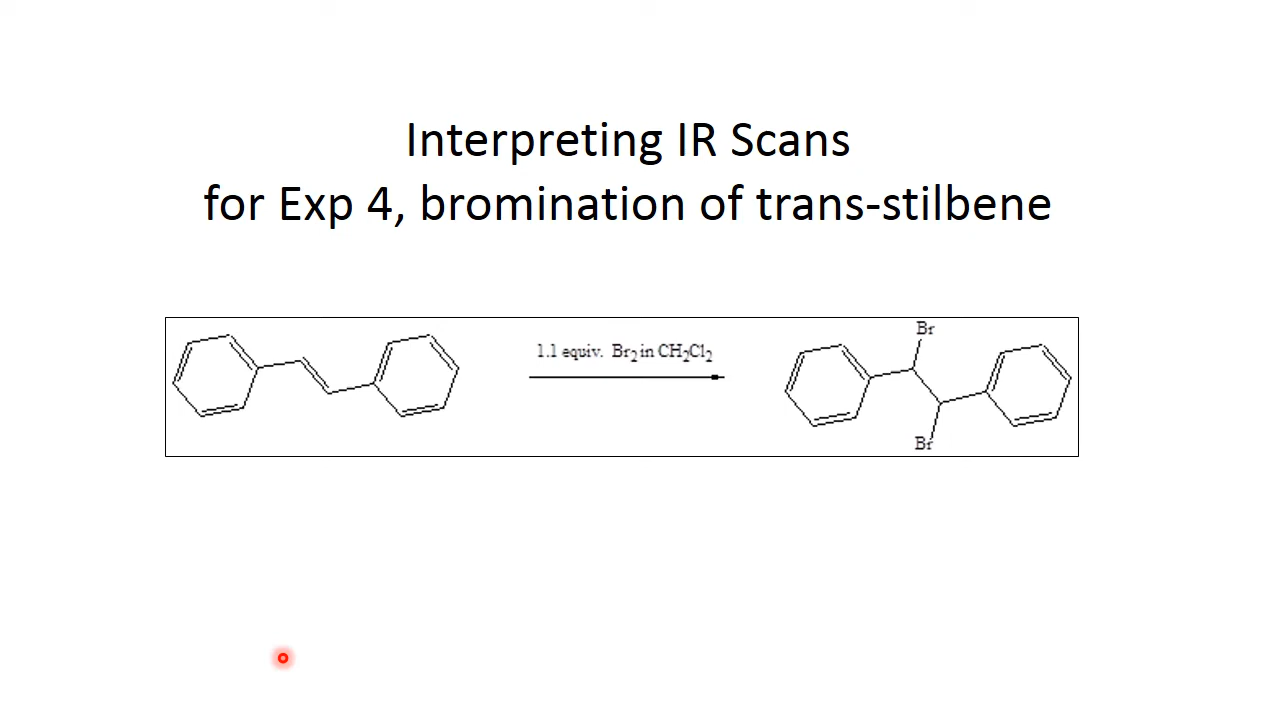 Interpreting IR Scans
for Exp 4, bromination of trans-stilbene
Br
1.1 equiv. Br2 in CH2Cl2
Br